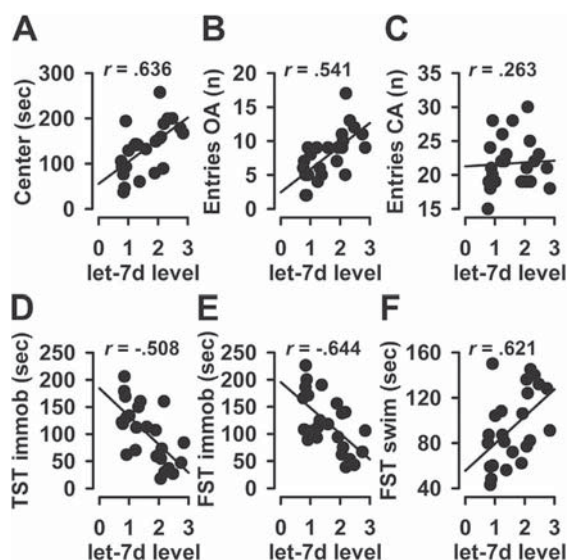 A
B
C
r = .636
r = .541
r = .263
Center (sec)
300
200
100
0
Entries OA (n)
20
15
10
5
0
Entries CA (n)
35
30
25
20
15
0 1 2 3
0 1 2 3
0 1 2 3
let-7d level
let-7d level
let-7d level
D
E
F
r = -.508
r = -.644
r = .621
TST immob (sec)
250
200
150
100
50
0
FST immob (sec)
250
200
150
100
50
0
FST swim (sec)
160
120
80
40
0 1 2 3
0 1 2 3
0 1 2 3
let-7d level
let-7d level
let-7d level